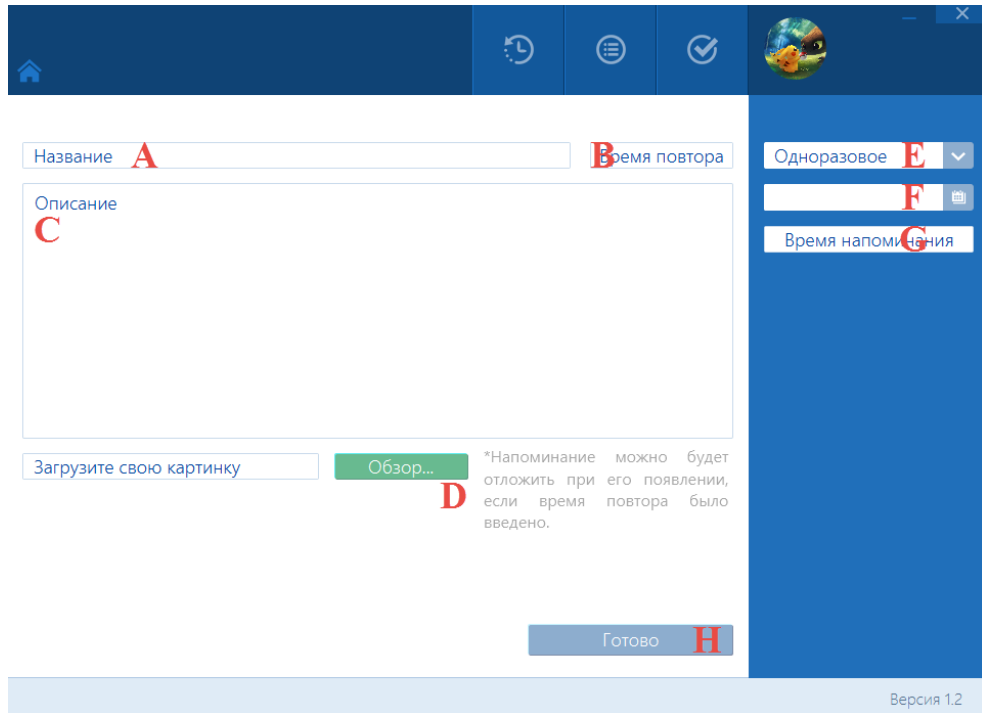 Название A
B Время повтора
Одноразовое E
Описание
C
F
Время напоминания G
Загрузите свою картинку
Обзор...
D
*Напоминание можно будет
отложить при его появлении,
если время повтора было
введено.
Готово H
Версия 1.2